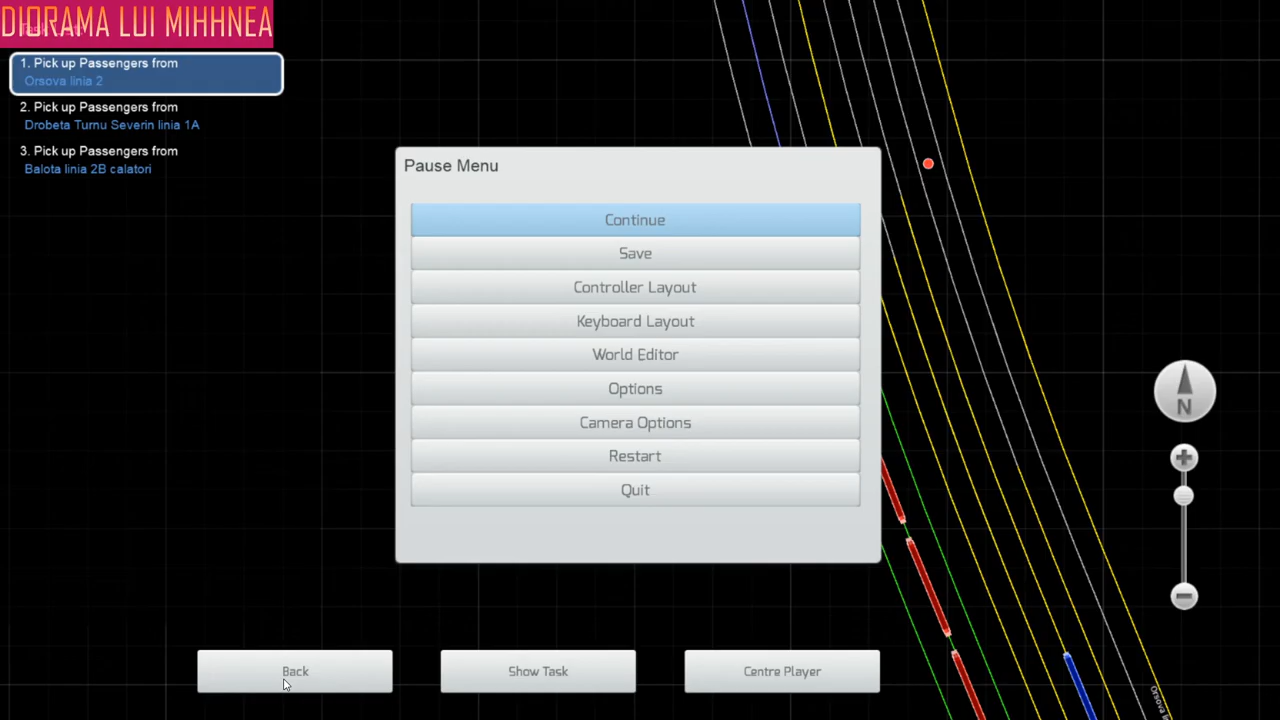 DIORAMA LUI MIHHNEA
1. Pick up Passengers from
Orsova linia 2
2. Pick up Passengers from
Drobeta Turnu Severin linia 1A
3. Pick up Passengers from
Balota linia 2B calatori
Pause Menu
Continue
Save
Controller Layout
Keyboard Layout
World Editor
Options
Camera Options
Restart
Quit
N
Back
Show Task
Centre Player
Orsova